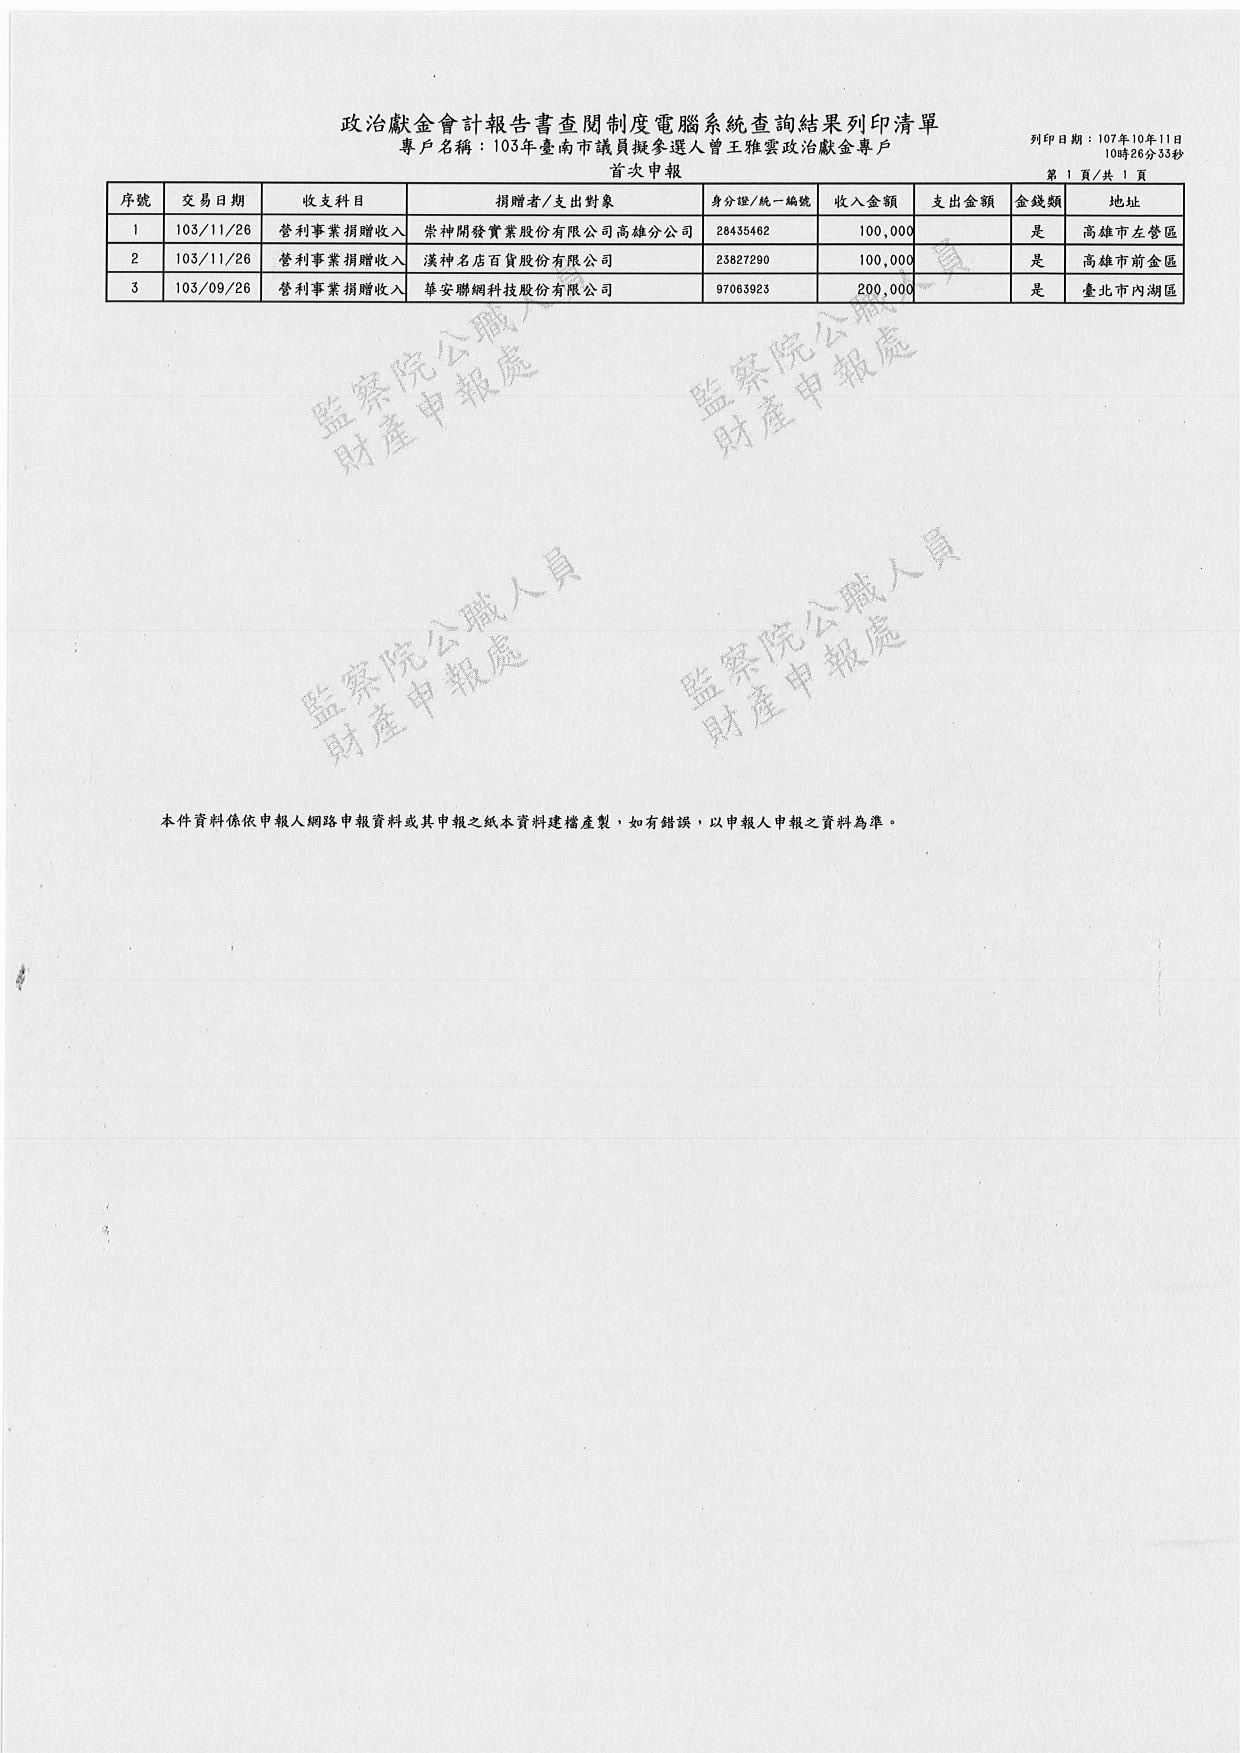 政治獻金會計報告書查閱制度電腦系統查詢結果列印清單
專戶名稱：103年臺南市議員擬參選人曾王雅雲政治獻金專戶
列印日期：107年10年11日
10時26分33秒
首次申報
第 1 頁/共 1 頁
序號 交易日期 收支科目 捐贈者/支出對象 身分證/統一編號 收入金額 支出金額 金錢類 地址
1 103/11/26 營利事業捐贈收入 崇神開發實業股份有限公司高雄分公司 28435462 100,000 是 高雄市左營區
2 103/11/26 營利事業捐贈收入 漢神名店百貨股份有限公司 23827290 100,000 是 高雄市前金區
3 103/09/26 營利事業捐贈收入 華安聯網科技股份有限公司 97063923 200,000 是 臺北市內湖區
監察院公職人員
財產申報處
監察院公職人員
財產申報處
監察院公職人員
財產申報處
監察院公職人員
財產申報處
本件資料係依申報人網路申報資料或其申報之紙本資料建檔產製，如有錯誤，以申報人申報之資料為準。